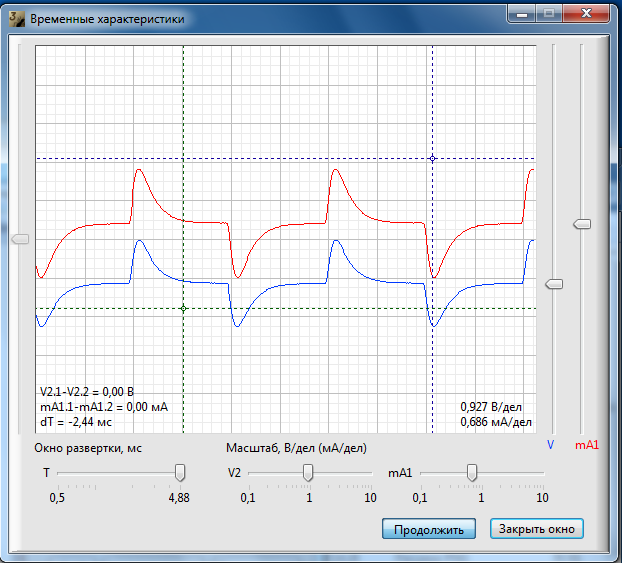 Временные характеристики
V2.1-V2.2 = 0,00 В
mA1.1-mA1.2 = 0,00 мА
dT = -2,44 мс
0,927 В/дел
0,686 мА/дел
V
mA1
Окно развертки, мс
Масштаб, В/дел (мА/дел)
T
V2
mA1
0,5
4,88
0,1
1
10
0,1
1
10
Продолжить
Закрыть окно